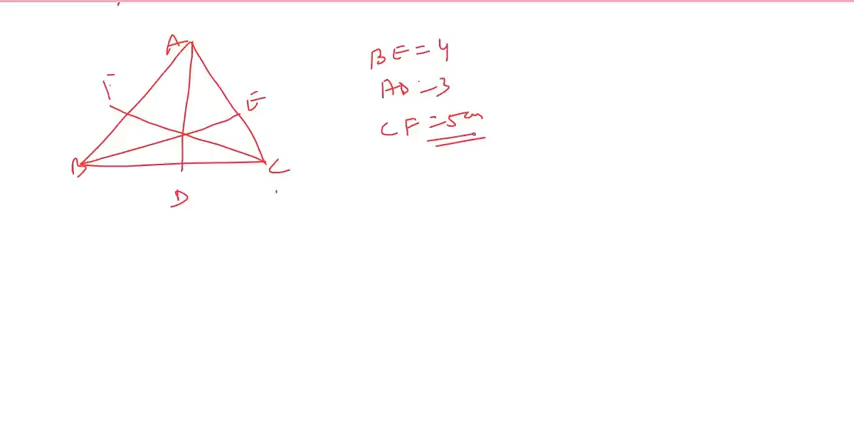 A
F
E
B
C
D
BE = 4
AD = 3
CF = 5cm